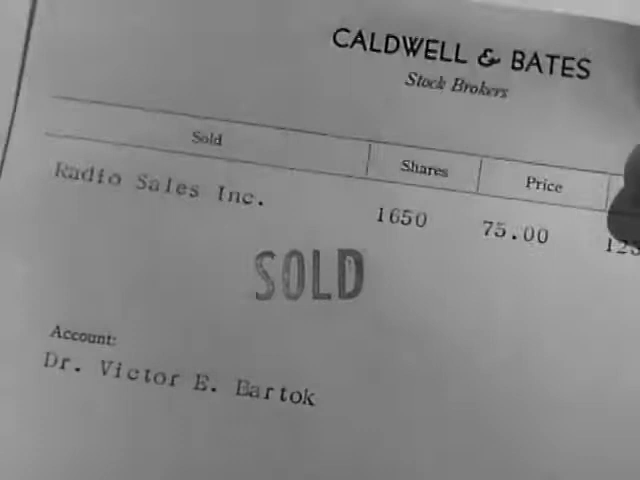 CALDWELL & BATES
Stock Brokers
Sold Shares Price
Radio Sales Inc. 1650 75.00
SOLD
Account:
Dr. Victor E. Bartok